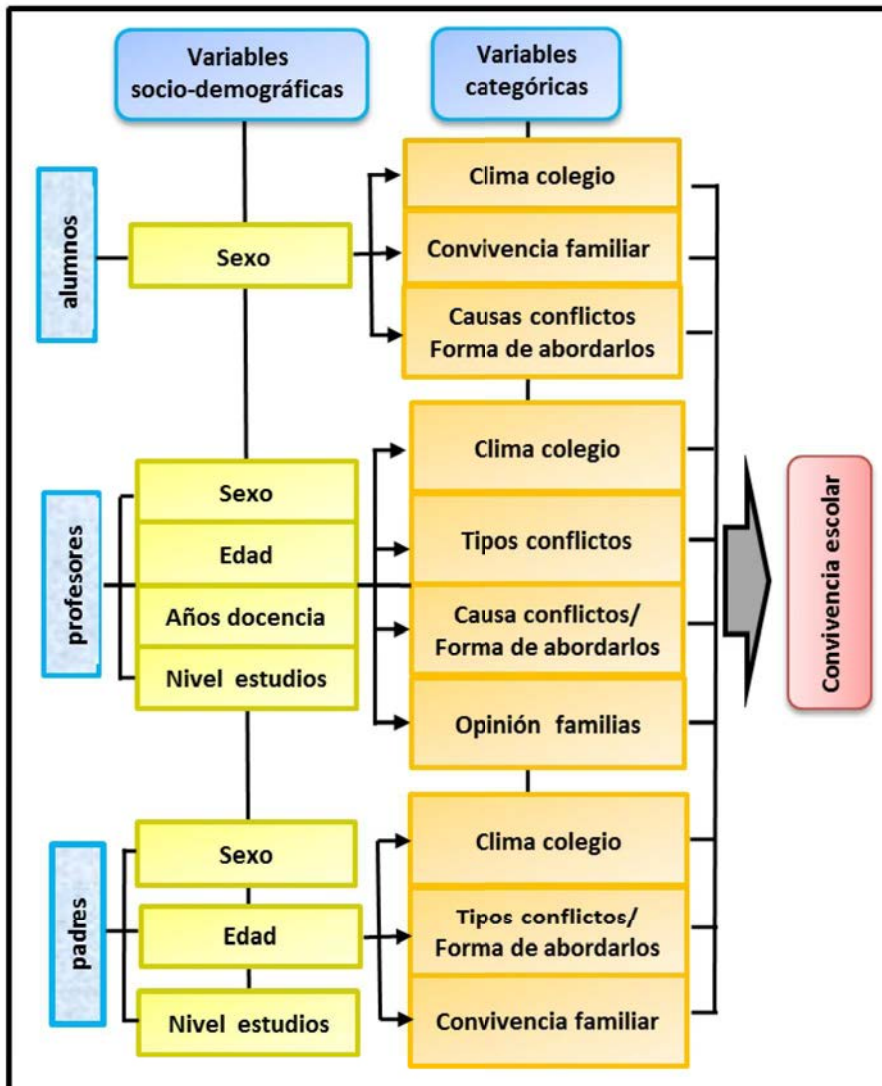 Variables
socio-demográficas
Variables
categóricas
alumnos
Sexo
Clima colegio
Convivencia familiar
Causas conflictos
Forma de abordarlos
profesores
Sexo
Edad
Años docencia
Nivel estudios
Clima colegio
Tipos conflictos
Causa conflictos/
Forma de abordarlos
Opinión familias
padres
Sexo
Edad
Nivel estudios
Clima colegio
Tipos conflictos/
Forma de abordarlos
Convivencia familiar
Convivencia escolar